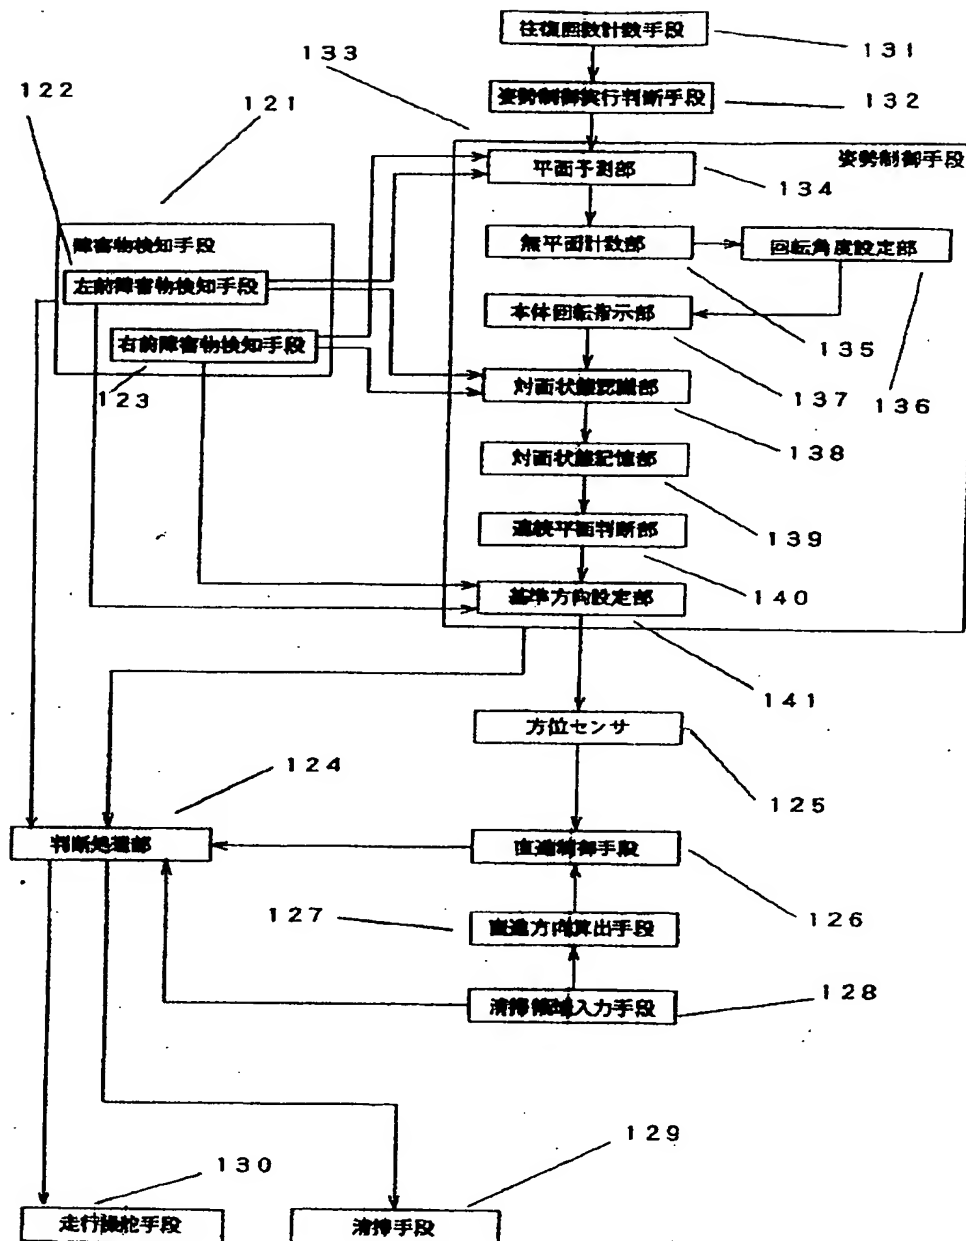 往復回数計数手段
131
133
122
121
姿勢制御実行判断手段
132
姿勢制御手段
平面予測部
134
障害物検知手段
無平面計数部
回転角度設定部
左前障害物検知手段
本体回転指示部
135
右前障害物検知手段
123
対面状態認識部
137
136
138
対面状態記憶部
139
連続平面判断部
140
基準方向設定部
141
方位センサ
124
125
判断処理部
直進制御手段
127
直進方向算出手段
126
清掃領域入力手段
128
129
130
走行操舵手段
清掃手段